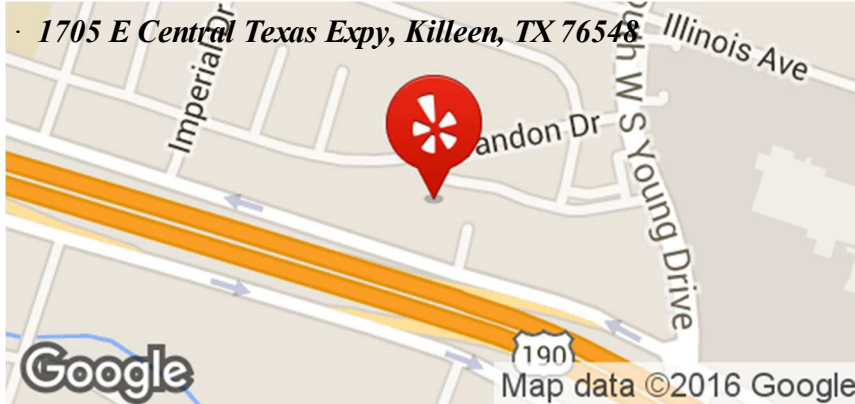 · 1705 E Central Texas Expy, Killeen, TX 76548
Illinois Ave
Imperial Dr
andon Dr
uth W S Young Drive
190
Google
Map data ©2016 Google